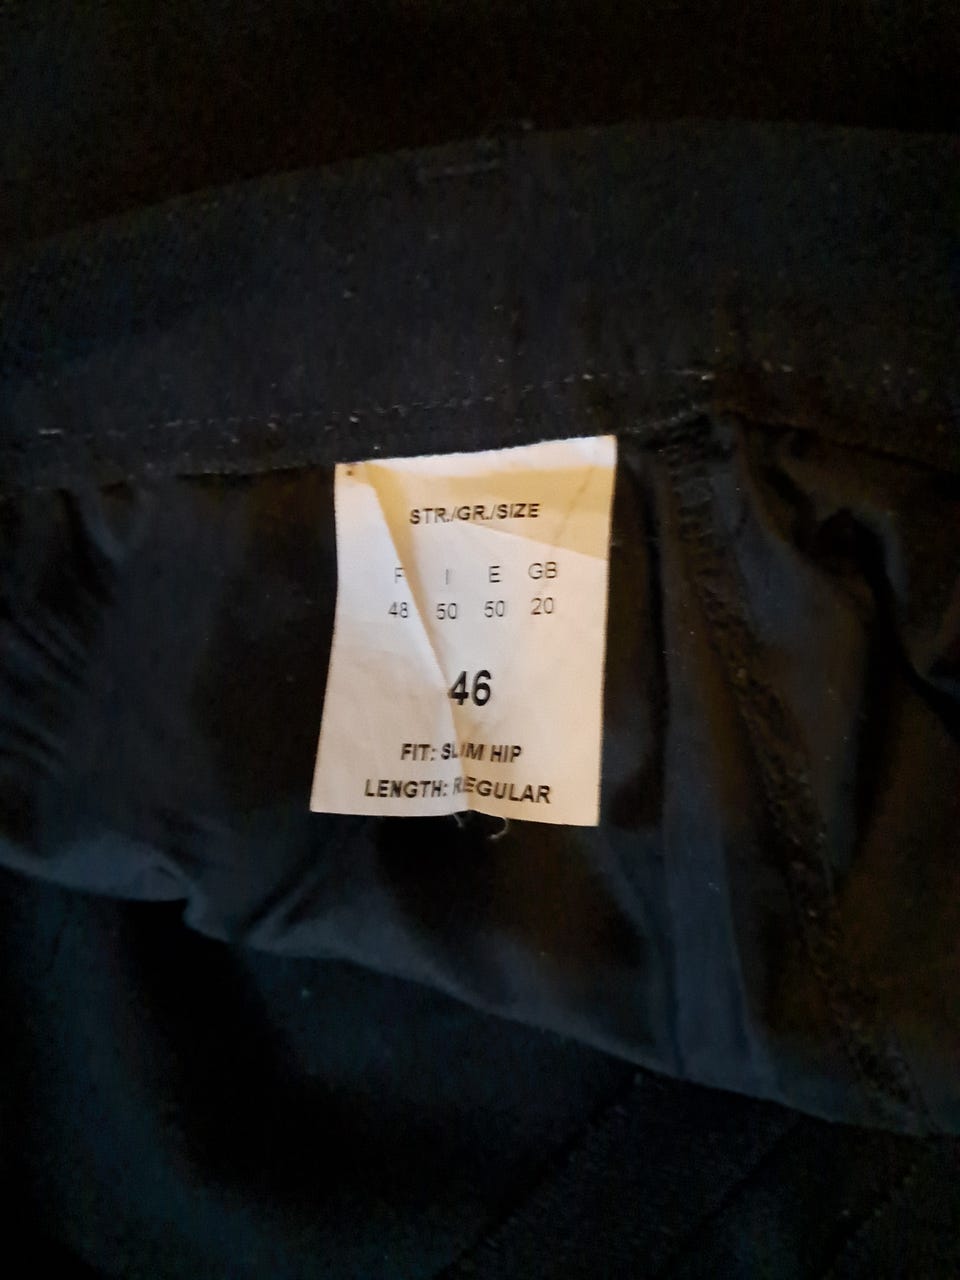 STR./GR./SIZE
F I E GB
48 50 50 20
46
FIT: SLIM HIP
LENGTH: REGULAR